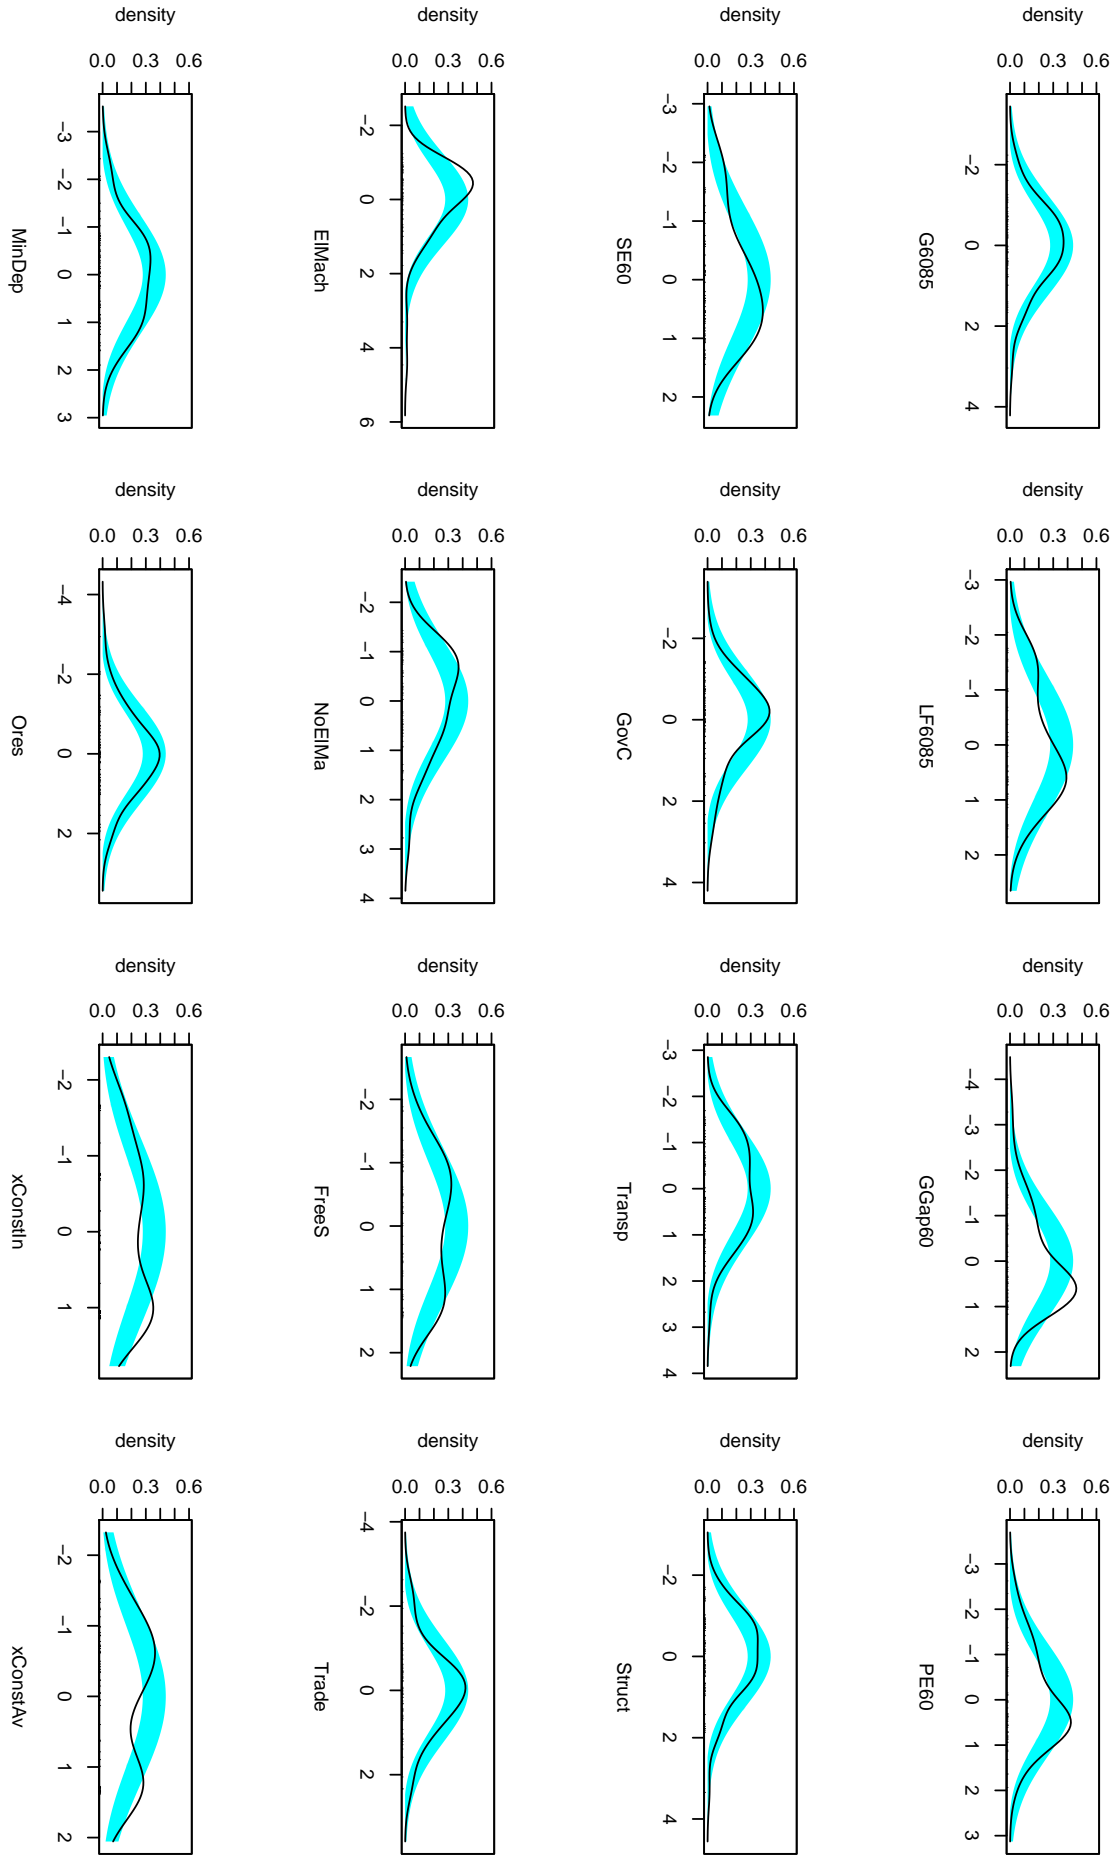 density
0.0 0.3 0.6
−2 0 2 4
G6085
density
0.0 0.3 0.6
−3 −2 −1 0 1 2
LF6085
density
0.0 0.3 0.6
−4 −3 −2 −1 0 1 2
GGap60
density
0.0 0.3 0.6
−3 −2 −1 0 1 2 3
PE60
density
0.0 0.3 0.6
−3 −2 −1 0 1 2
SE60
density
0.0 0.3 0.6
−2 0 2 4
GovC
density
0.0 0.3 0.6
−3 −2 −1 0 1 2 3 4
Transp
density
0.0 0.3 0.6
−2 0 2 4
Struct
density
0.0 0.3 0.6
−2 0 2 4 6
ElMach
density
0.0 0.3 0.6
−2 −1 0 1 2 3 4
NoElMa
density
0.0 0.3 0.6
−2 −1 0 1 2
FreeS
density
0.0 0.3 0.6
−4 −2 0 2
Trade
density
0.0 0.3 0.6
−3 −2 −1 0 1 2 3
MinDep
density
0.0 0.3 0.6
−4 −2 0 2
Ores
density
0.0 0.3 0.6
−2 −1 0 1
xConstIn
density
0.0 0.3 0.6
−2 −1 0 1 2
xConstAv